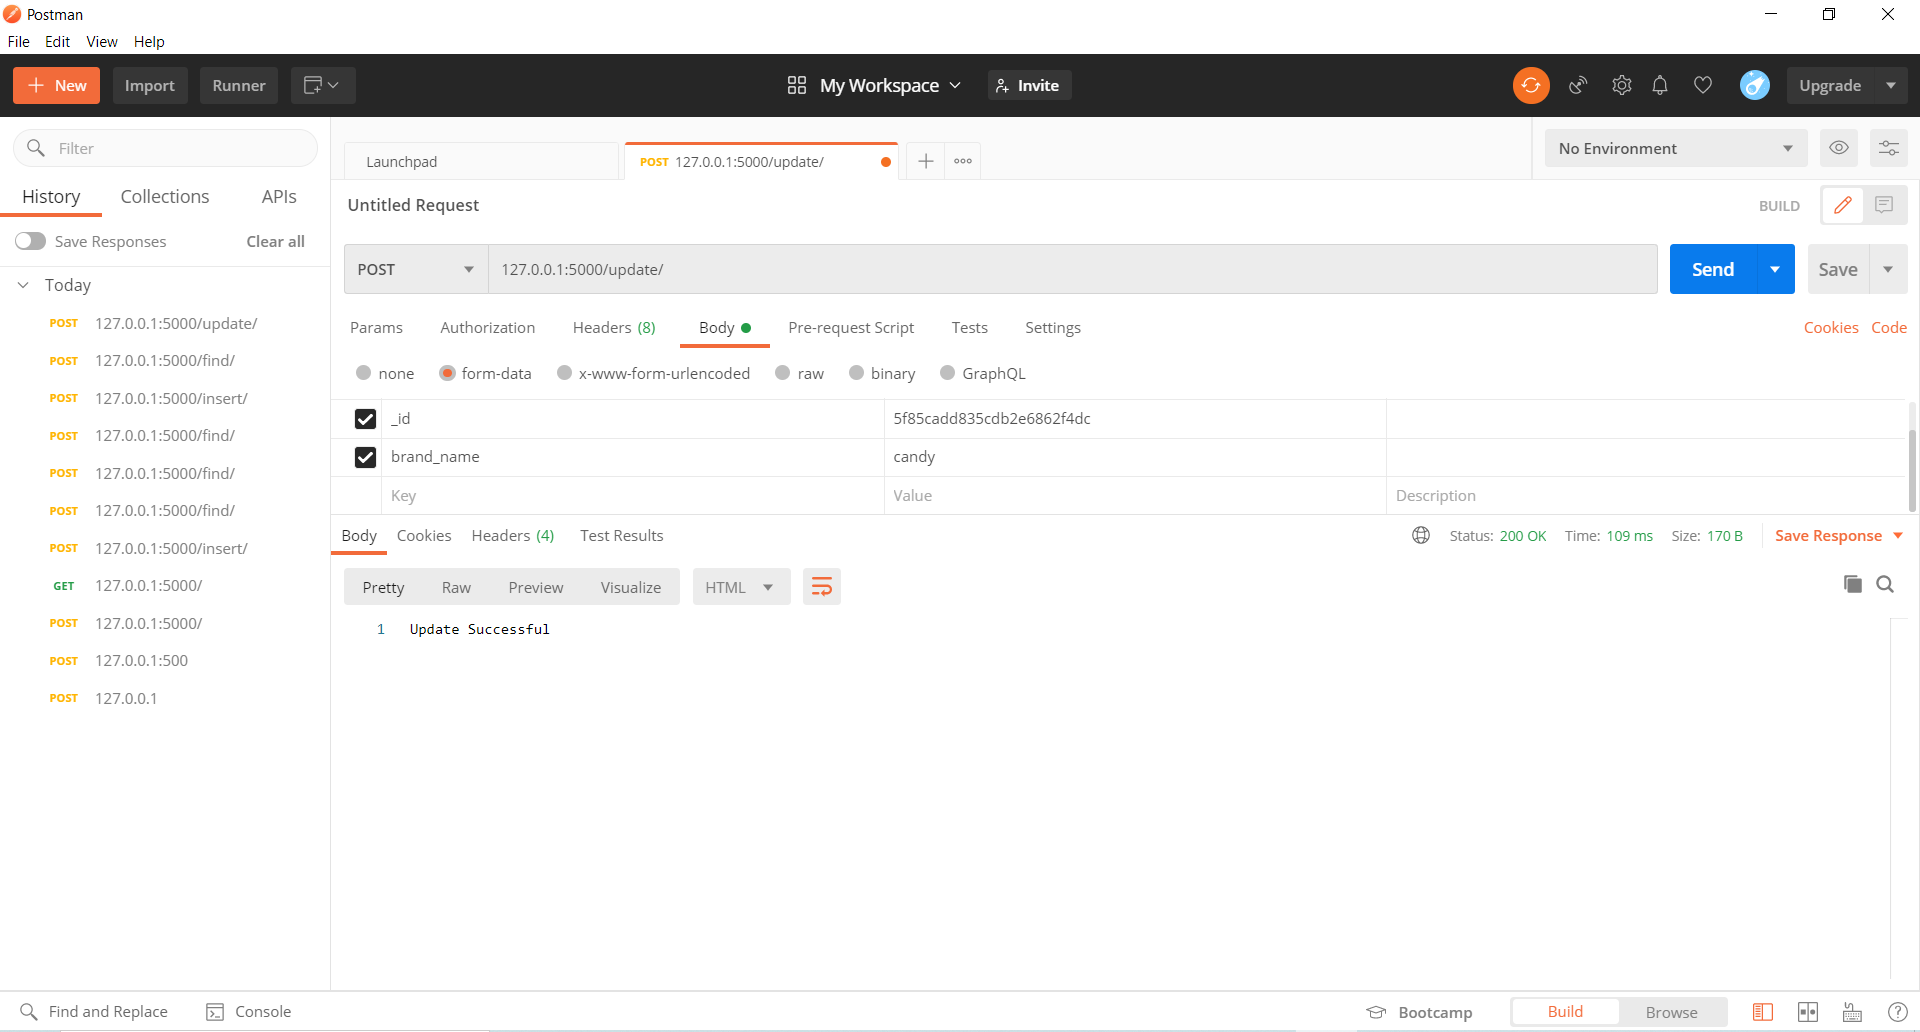 Postman
File Edit View Help
New Import Runner My Workspace Invite Upgrade
Filter
History Collections APIs
Save Responses Clear all
Today
POST 127.0.0.1:5000/update/
POST 127.0.0.1:5000/find/
POST 127.0.0.1:5000/insert/
POST 127.0.0.1:5000/find/
POST 127.0.0.1:5000/find/
POST 127.0.0.1:5000/find/
POST 127.0.0.1:5000/insert/
GET 127.0.0.1:5000/
POST 127.0.0.1:5000/
POST 127.0.0.1:500
POST 127.0.0.1
Launchpad POST 127.0.0.1:5000/update/ No Environment
Untitled Request BUILD
POST 127.0.0.1:5000/update/ Send Save
Params Authorization Headers (8) Body Pre-request Script Tests Settings Cookies Code
none form-data x-www-form-urlencoded raw binary GraphQL
_id 5f85cadd835cdb2e6862f4dc
brand_name candy
Key Value Description
Body Cookies Headers (4) Test Results Status: 200 OK Time: 109 ms Size: 170 B Save Response
Pretty Raw Preview Visualize HTML
1 Update Successful
Find and Replace Console Bootcamp Build Browse